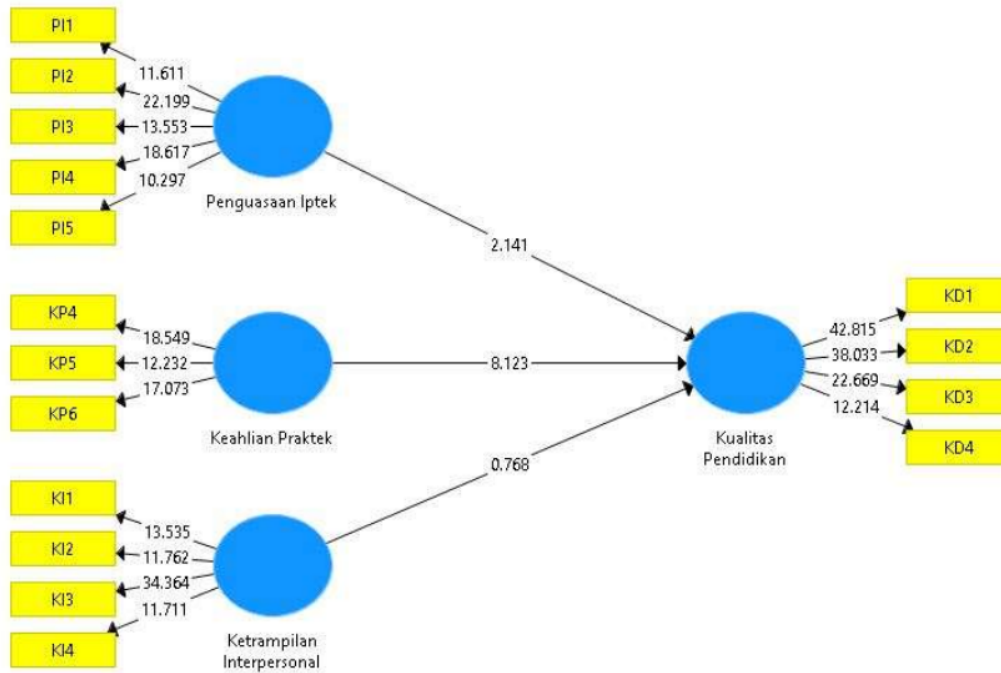 PI1
11.611
PI2
22.199
PI3
13.553
PI4
18.617
10.297
PI5
Penguasaan Iptek
2.141
KP4
18.549
KP5
12.232
KP6
17.073
Keahlian Praktek
8.123
KI1
13.535
KI2
11.762
KI3
34.364
11.711
KI4
Ketrampilan
Interpersonal
0.768
KD1
42.815
KD2
38.033
22.669
KD3
12.214
KD4
Kualitas
Pendidikan